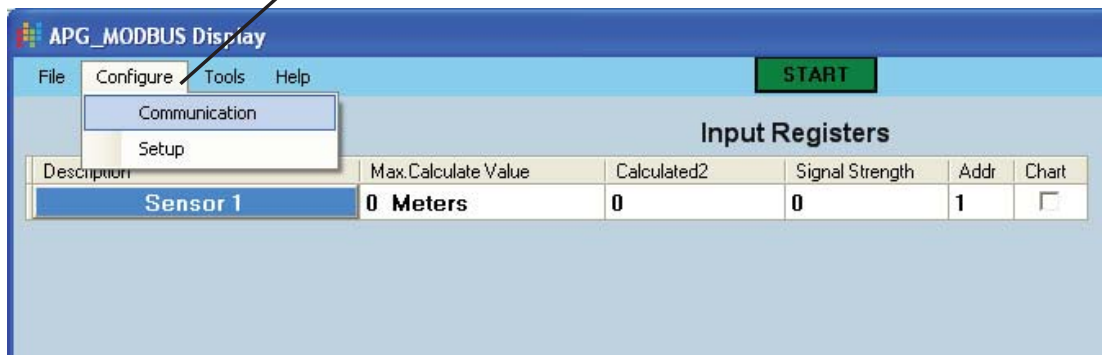 APG_MODBUS Display
File Configure Tools Help START
Communication
Setup
Input Registers
Description Max.Calculate Value Calculated2 Signal Strength Addr Chart
Sensor 1 0 Meters 0 0 1